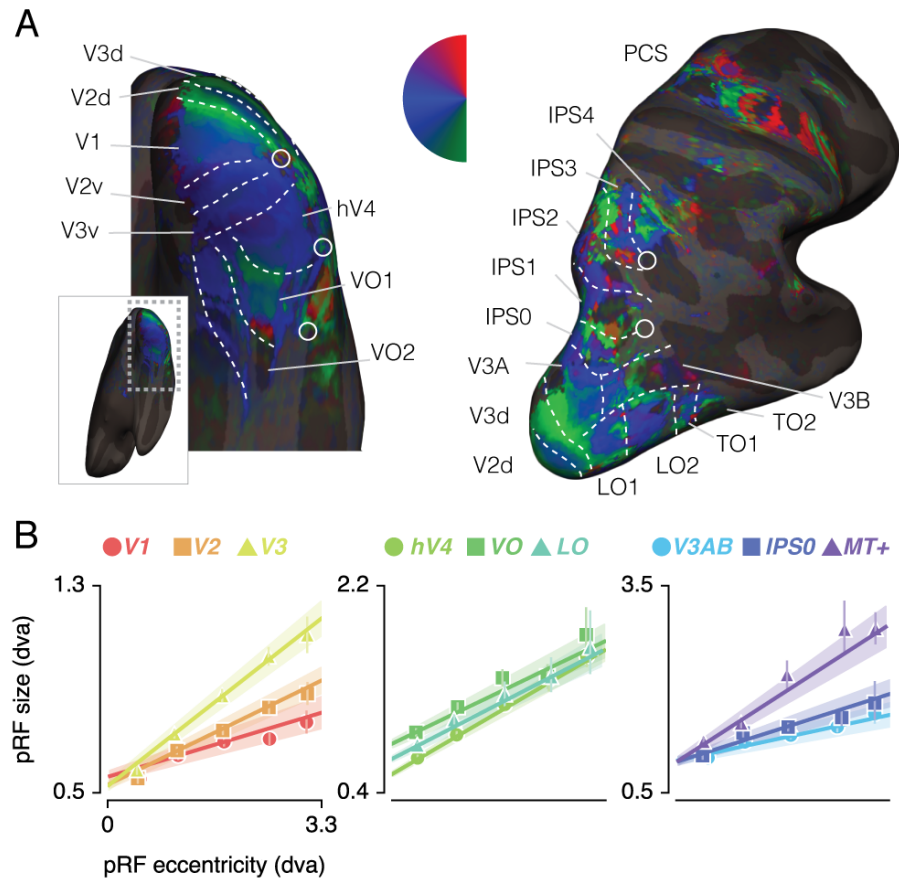 A
V3d
V2d
V1
V2v
V3v
hV4
VO1
VO2
PCS
IPS4
IPS3
IPS2
IPS1
IPS0
V3A
V3d
V2d
LO1
LO2
TO1
TO2
V3B
B
V1 V2 V3
hV4 VO LO
V3AB IPS0 MT+
pRF size (dva)
1.3
0.5
0
3.3
pRF eccentricity (dva)
2.2
0.4
3.5
0.5